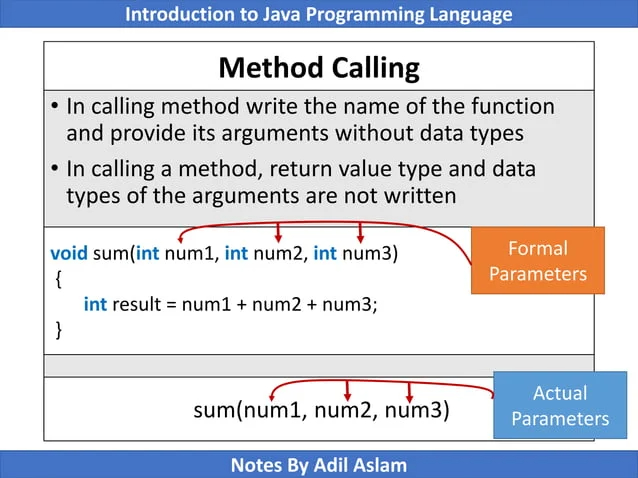 Introduction to Java Programming Language
Method Calling
• In calling method write the name of the function
and provide its arguments without data types
• In calling a method, return value type and data
types of the arguments are not written
void sum(int num1, int num2, int num3)
{
int result = num1 + num2 + num3;
}
Formal
Parameters
sum(num1, num2, num3)
Actual
Parameters
Notes By Adil Aslam